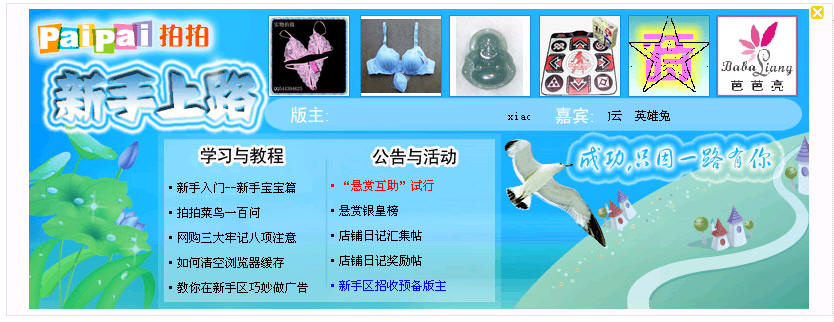 PaiPai 拍拍
实物拍摄
QQ544394625
BabaLiang
芭芭亮
新手上路
版主:
xiao
嘉宾:
云 英雄兔
学习与教程
· 新手入门--新手宝宝篇
· 拍拍菜鸟一百问
· 网购三大牢记八项注意
· 如何清空浏览器缓存
· 教你在新手区巧妙做广告
公告与活动
· “悬赏互助”试行
· 悬赏银皇榜
· 店铺日记汇集帖
· 店铺日记奖励帖
· 新手区招收预备版主
成功,只因一路有你